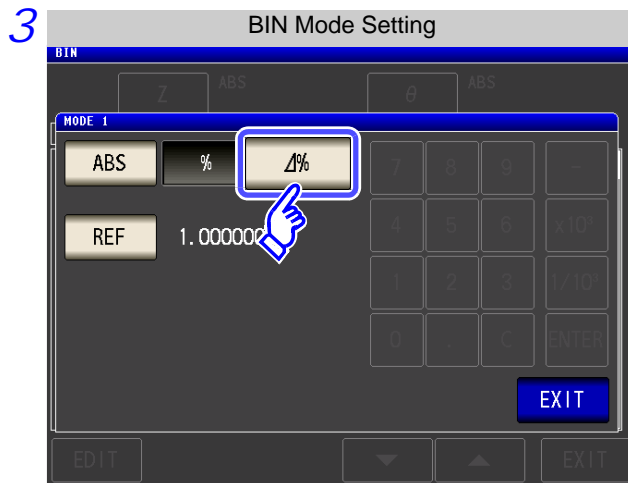 3
BIN Mode Setting
BIN
Z ABS θ ABS
MODE 1
ABS % Δ% 7 8 9 -
REF 1.000000 4 5 6 x10³
1 2 3 1/10³
0 . C ENTER
EXIT
EDIT ▼ ▲ EXIT